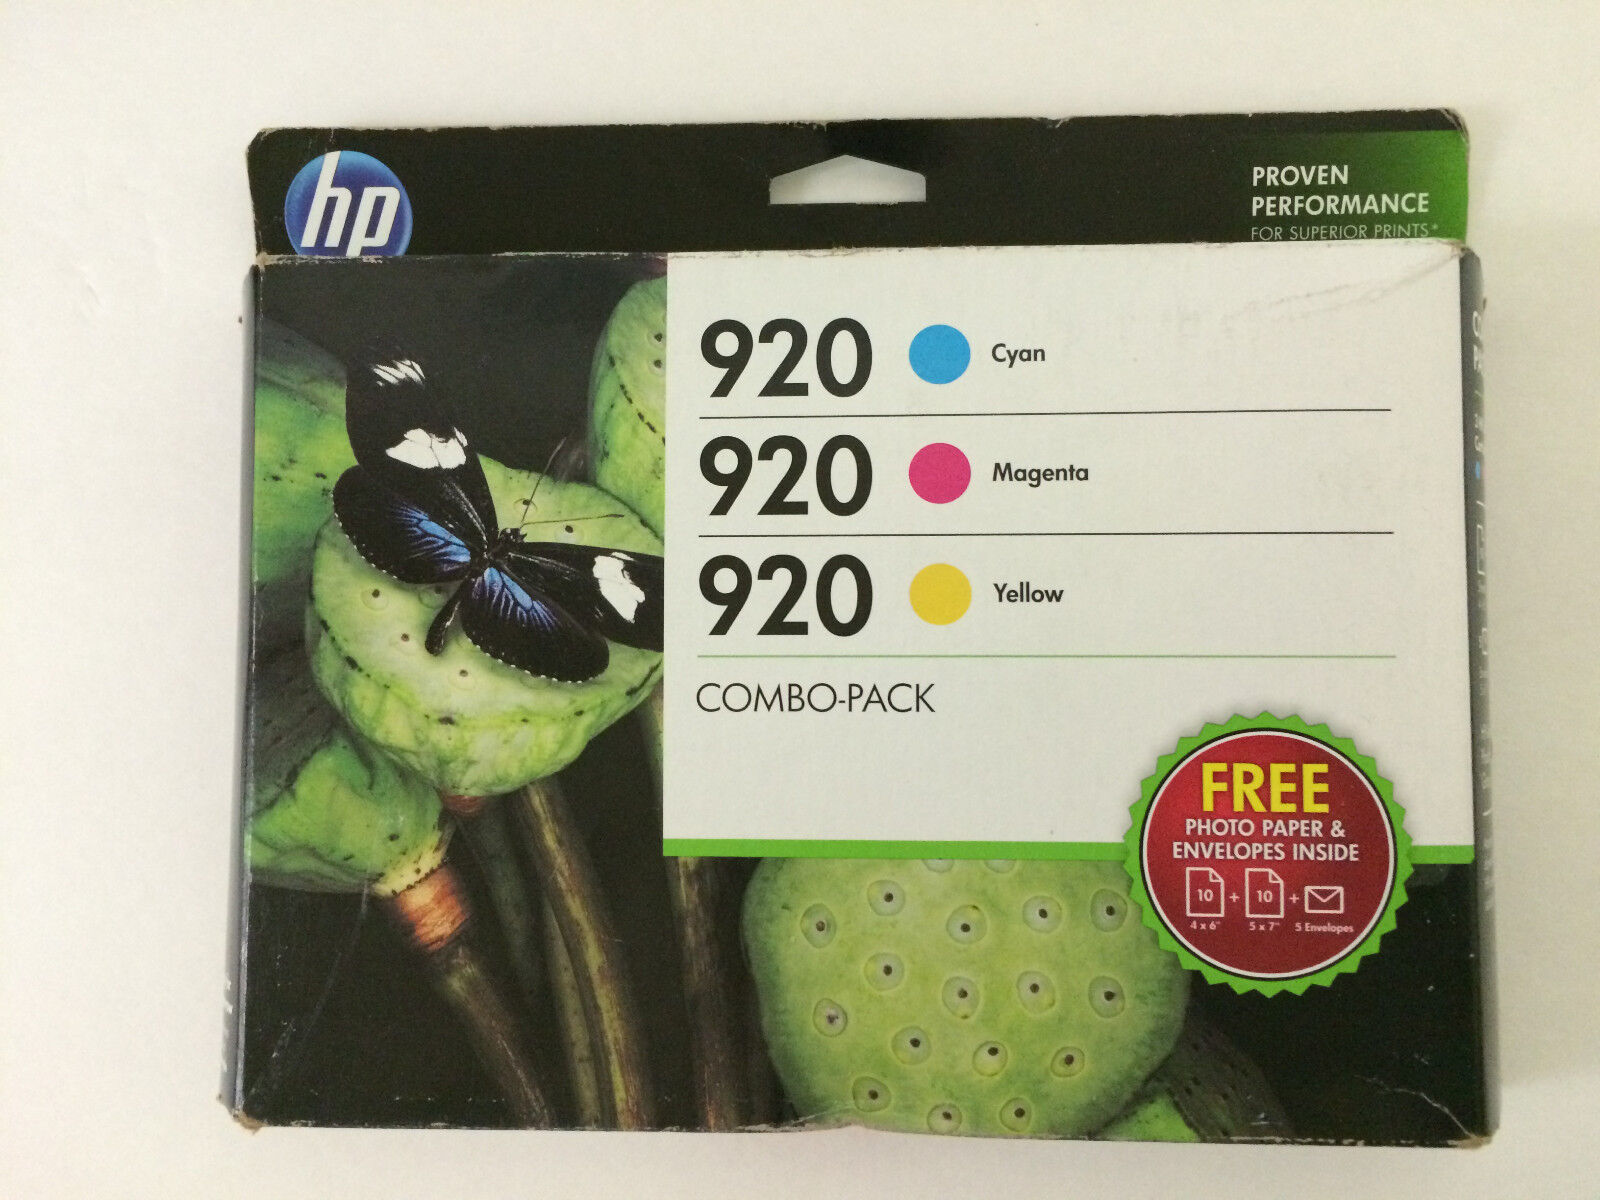 hp
PROVEN
PERFORMANCE
FOR SUPERIOR PRINTS*
920 Cyan
920 Magenta
920 Yellow
COMBO-PACK
FREE
PHOTO PAPER &
ENVELOPES INSIDE
10 + 10 +
4 x 6" 5 x 7" 5 Envelopes